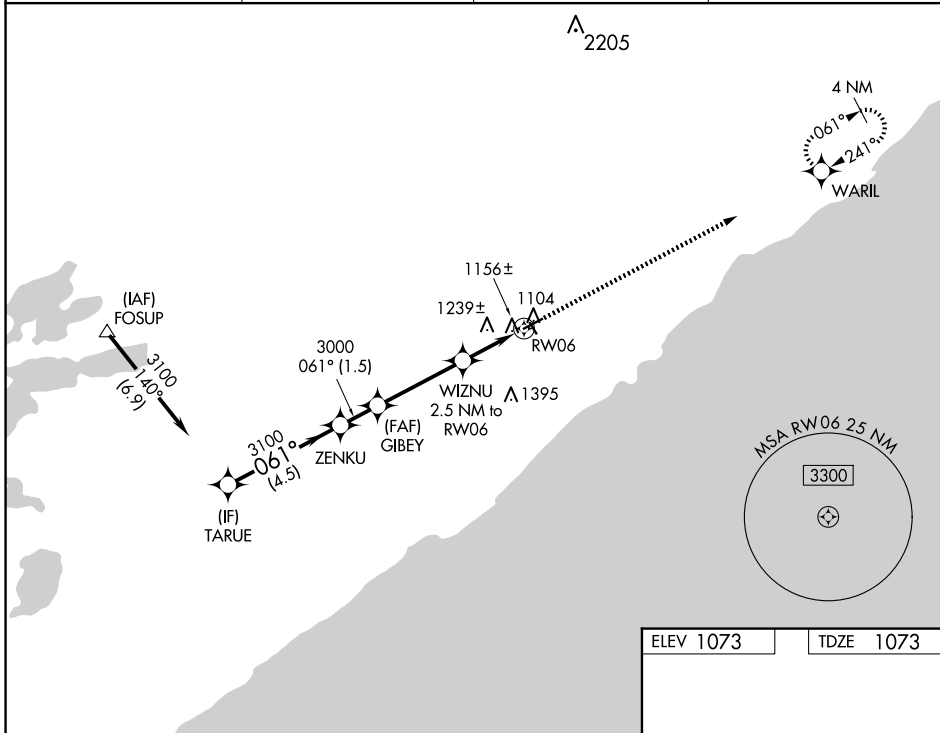 2205
4 NM
061°
241°
WARIL
1156±
1104
1239±
RW06
(IAF)
FOSUP
3100
140°
(6.9)
3000
061° (1.5)
WIZNU
2.5 NM to
RW06
1395
(FAF)
GIBEY
ZENKU
3100
061°
(4.5)
(IF)
TARUE
MSA RW06 25 NM
3300
ELEV 1073
TDZE 1073